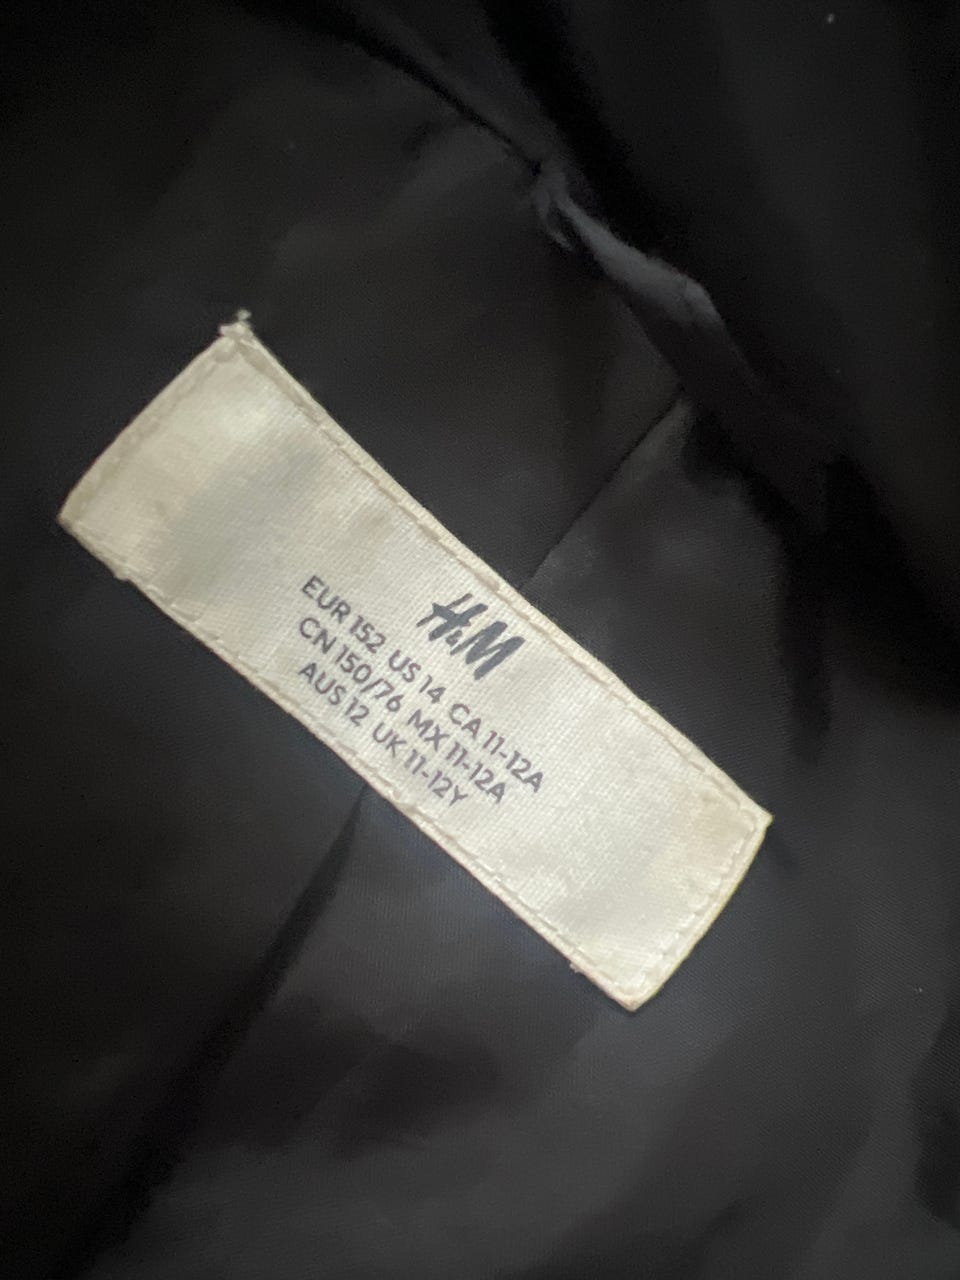 H&M
EUR 152 US 14 CA 11-12A
CN 150/76 MX 11-12A
AUS 12 UK 11-12Y